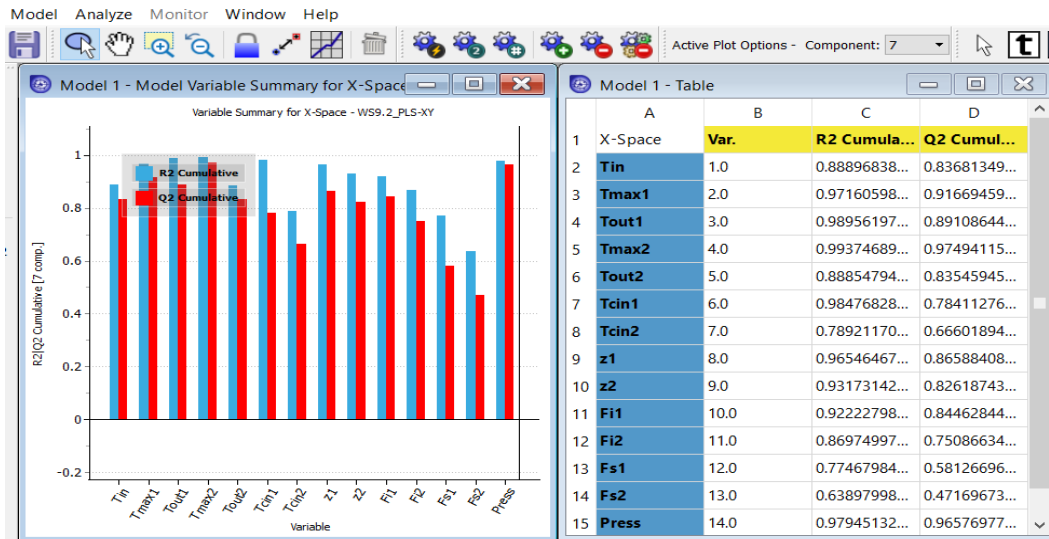 Model Analyze Monitor Window Help
2 # Active Plot Options - Component: 7 t
Model 1 - Model Variable Summary for X-Space
Variable Summary for X-Space - WS9.2_PLS-XY
R2 Cumulative
Q2 Cumulative
1
0.8
0.6
0.4
0.2
0
-0.2
R2|Q2 Cumulative [7 comp.]
Tin Tmax1 Tout1 Tmax2 Tout2 Tcin1 Tcin2 z1 z2 Fi1 Fi2 Fs1 Fs2 Press
Variable
Model 1 - Table
A B C D
1 X-Space Var. R2 Cumula... Q2 Cumul...
2 Tin 1.0 0.88896838... 0.83681349...
3 Tmax1 2.0 0.97160598... 0.91669459...
4 Tout1 3.0 0.98956197... 0.89108644...
5 Tmax2 4.0 0.99374689... 0.97494115...
6 Tout2 5.0 0.88854794... 0.83545945...
7 Tcin1 6.0 0.98476828... 0.78411276...
8 Tcin2 7.0 0.78921170... 0.66601894...
9 z1 8.0 0.96546467... 0.86588408...
10 z2 9.0 0.93173142... 0.82618743...
11 Fi1 10.0 0.92222798... 0.84462844...
12 Fi2 11.0 0.86974997... 0.75086634...
13 Fs1 12.0 0.77467984... 0.58126696...
14 Fs2 13.0 0.63897998... 0.47169673...
15 Press 14.0 0.97945132... 0.96576977...